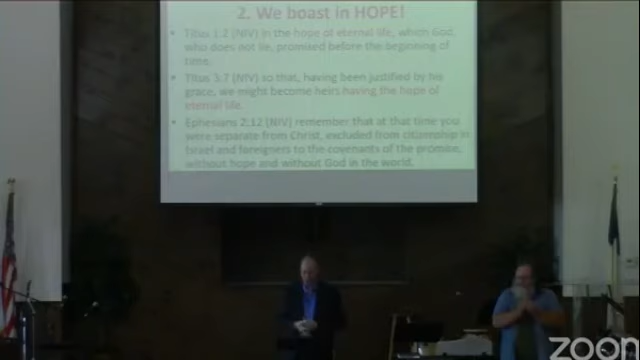 2. We boast in HOPE!
• Titus 1:2 (NIV) in the hope of eternal life, which God,
who does not lie, promised before the beginning of
time,
• Titus 3:7 (NIV) so that, having been justified by his
grace, we might become heirs having the hope of
eternal life.
• Ephesians 2:12 (NIV) remember that at that time you
were separate from Christ, excluded from citizenship in
Israel and foreigners to the covenants of the promise,
without hope and without God in the world.
zoom